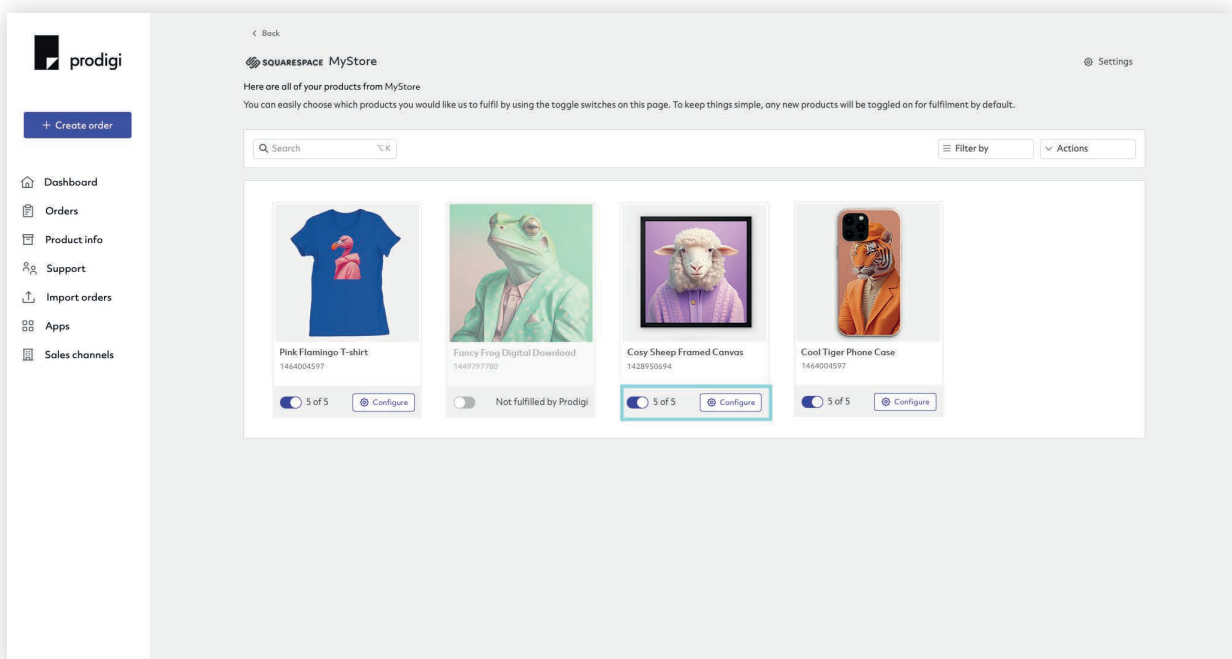 prodigi
+ Create order
Dashboard
Orders
Product info
Support
Import orders
Apps
Sales channels
Back
SQUARESPACE MyStore
Settings
Here are all of your products from MyStore
You can easily choose which products you would like us to fulfil by using the toggle switches on this page. To keep things simple, any new products will be toggled on for fulfilment by default.
Search ⌥ K
Filter by
Actions
Pink Flamingo T-shirt
1464004597
5 of 5
Configure
Fancy Frog Digital Download
1449797780
Not fulfilled by Prodigi
Cosy Sheep Framed Canvas
1428950694
5 of 5
Configure
Cool Tiger Phone Case
1464004597
5 of 5
Configure